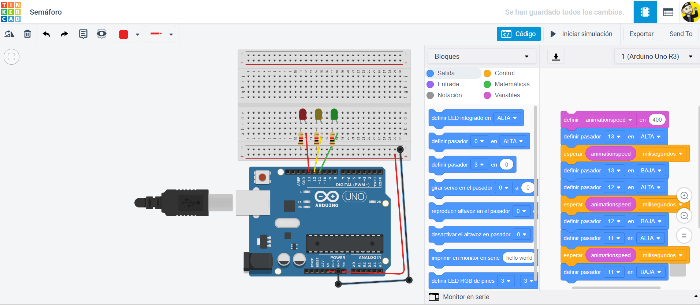 TIN
KER
CAD
Semáforo
Se han guardado todos los cambios.
Código
Iniciar simulación
Exportar
Send To
Bloques
1 (Arduino Uno R3)
Salida
Control
Entrada
Matemáticas
Notación
Variables
definir LED integrado en ALTA
definir pasador 0 en ALTA
definir pasador 3 en 0
girar servo en el pasador 0 a 0
reproducir altavoz en el pasador 0
desactivar el altavoz en pasador 0
imprimir en monitor en serie hello world
definir LED RGB de pines 3 3
definir animationspeed en 400
definir pasador 13 en ALTA
esperar animationspeed milisegundos
definir pasador 13 en BAJA
definir pasador 12 en ALTA
esperar animationspeed milisegundos
definir pasador 12 en BAJA
definir pasador 11 en ALTA
esperar animationspeed milisegundos
definir pasador 11 en BAJA
Monitor en serie
DIGITAL (PWM~)
UNO
ARDUINO
ON
POWER
ANALOG IN